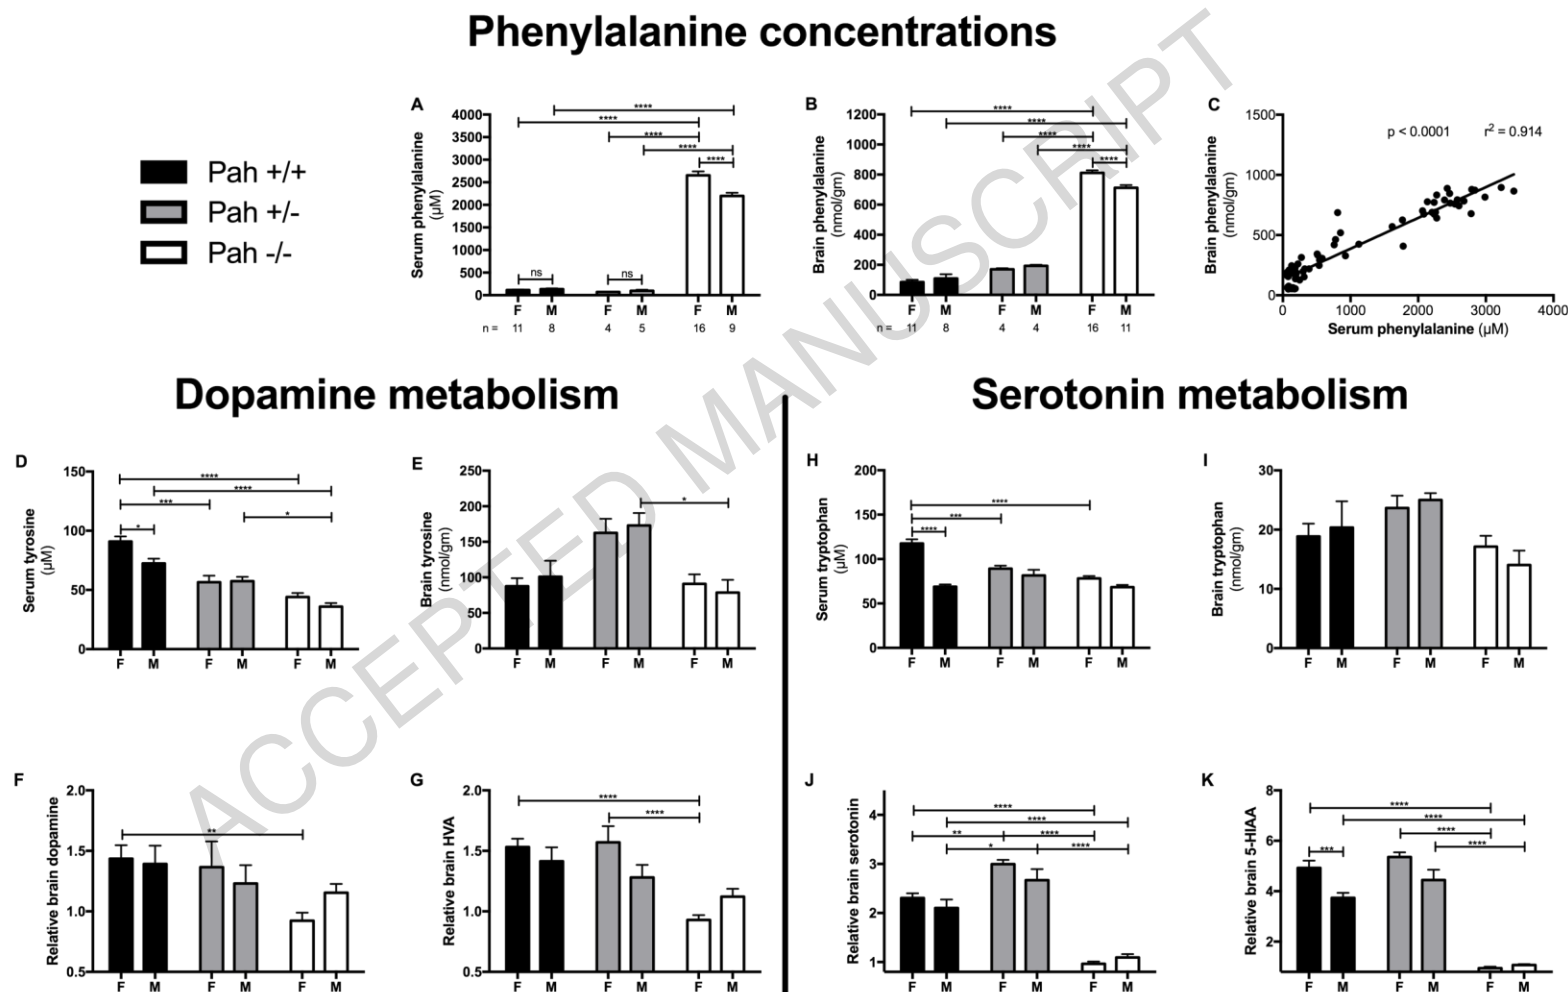 Phenylalanine concentrations
Pah +/+
Pah +/-
Pah -/-
A
Serum phenylalanine
(µM)
4000
3500
3000
2500
2000
1500
1000
500
0
****
****
****
****
****
ns
ns
F M F M F M
n = 11 8 4 5 16 9
B
Brain phenylalanine
(nmol/gm)
1200
1000
800
600
400
200
0
****
****
****
****
****
F M F M F M
n = 11 8 4 4 16 11
C
Brain phenylalanine
(nmol/gm)
1500
1000
500
0
p < 0.0001 r² = 0.914
0 1000 2000 3000 4000
Serum phenylalanine (µM)
ACCEPTED MANUSCRIPT
Dopamine metabolism
D
Serum tyrosine
(µM)
150
100
50
0
****
****
***
*
*
F M F M F M
E
Brain tyrosine
(nmol/gm)
250
200
150
100
50
0
*
F M F M F M
F
Relative brain dopamine
2.0
1.5
1.0
0.5
**
F M F M F M
G
Relative brain HVA
2.0
1.5
1.0
0.5
****
****
F M F M F M
Serotonin metabolism
H
Serum tryptophan
(µM)
200
150
100
50
0
****
***
****
F M F M F M
I
Brain tryptophan
(nmol/gm)
30
20
10
0
F M F M F M
J
Relative brain serotonin
4
3
2
1
****
****
** ****
* ****
F M F M F M
K
Relative brain 5-HIAA
8
6
4
2
****
****
****
***
****
F M F M F M